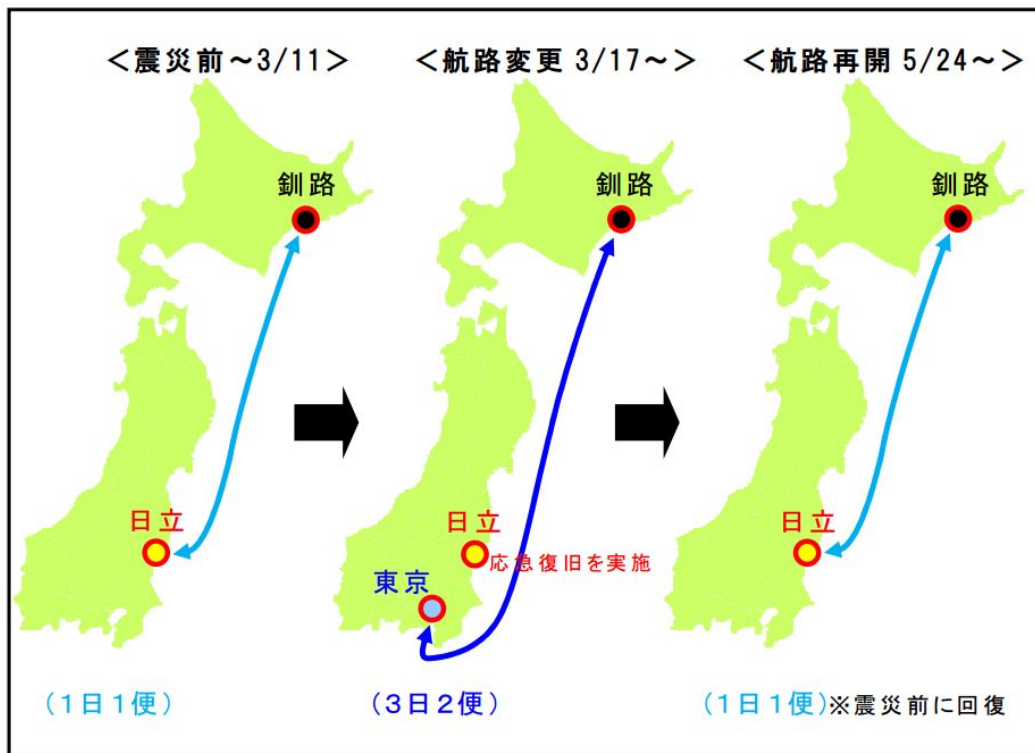 ＜震災前～3/11＞
＜航路変更 3/17～＞
＜航路再開 5/24～＞
釧路
釧路
釧路
日立
日立
応急復旧を実施
日立
東京
（1日1便）
（3日2便）
（1日1便）※震災前に回復